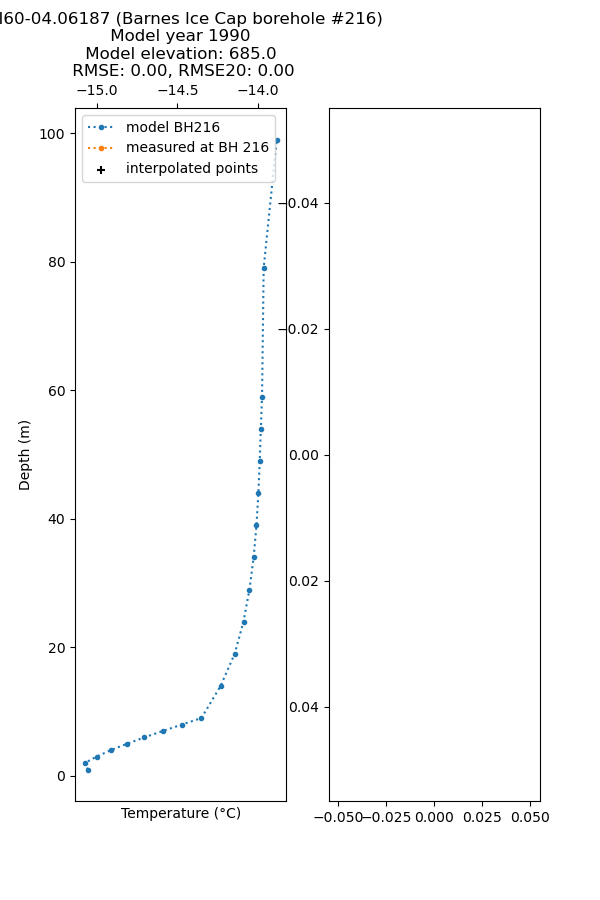 I60-04.06187 (Barnes Ice Cap borehole #216)
Model year 1990
Model elevation: 685.0
RMSE: 0.00, RMSE20: 0.00
−15.0 −14.5 −14.0
model BH216
measured at BH 216
interpolated points
100
80
60
40
20
0
Depth (m)
Temperature (°C)
−0.04
−0.02
0.00
0.02
0.04
−0.050 −0.025 0.000 0.025 0.050